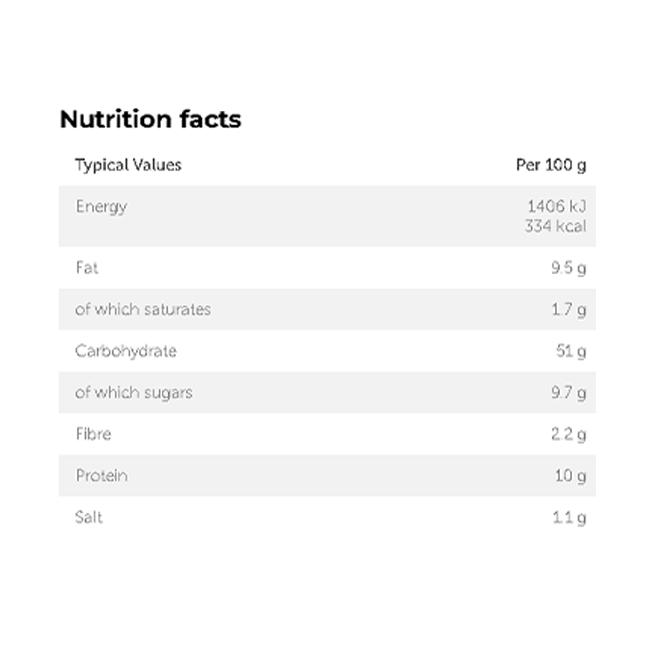 Nutrition facts
Typical Values Per 100 g
Energy 1406 kJ
334 kcal
Fat 9.5 g
of which saturates 1.7 g
Carbohydrate 51 g
of which sugars 9.7 g
Fibre 2.2 g
Protein 10 g
Salt 1.1 g